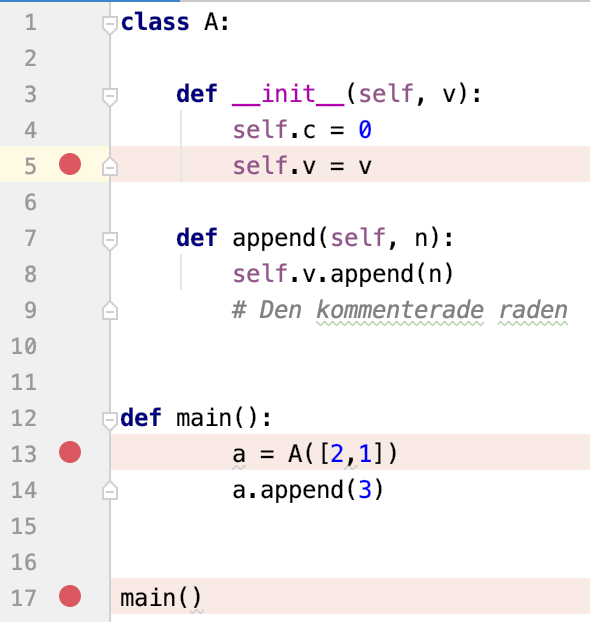 1 class A:
2
3     def __init__(self, v):
4         self.c = 0
5         self.v = v
6
7     def append(self, n):
8         self.v.append(n)
9         # Den kommenterade raden
10
11
12 def main():
13         a = A([2,1])
14         a.append(3)
15
16
17 main()